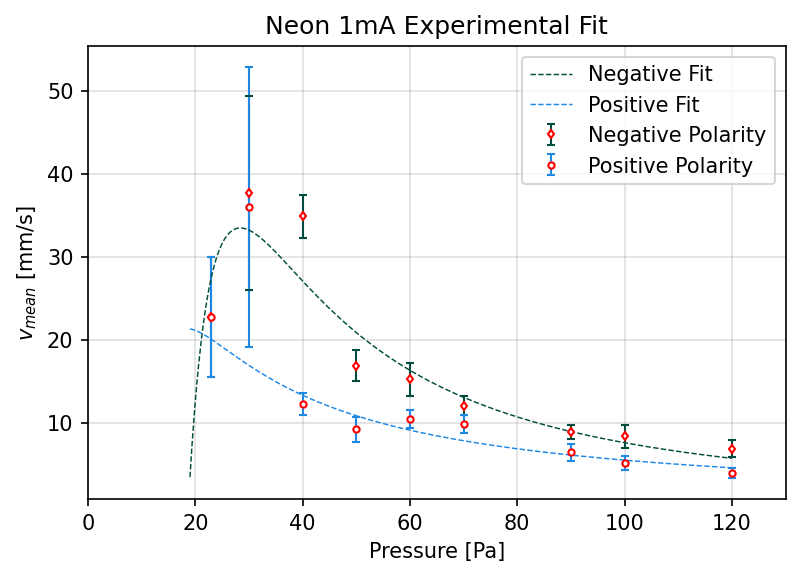 Neon 1mA Experimental Fit
Negative Fit
Positive Fit
Negative Polarity
Positive Polarity
50
40
30
20
10
v_mean [mm/s]
0 20 40 60 80 100 120
Pressure [Pa]